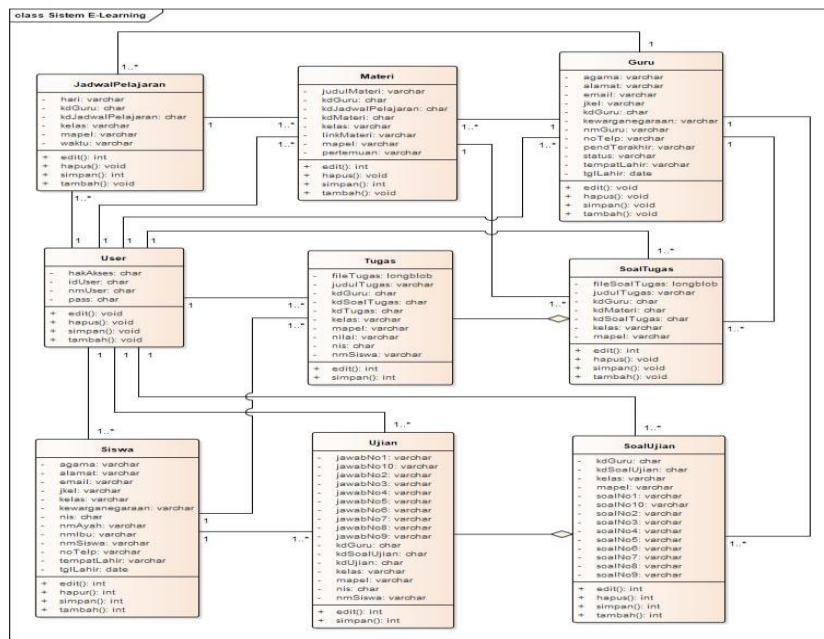 class Sistem E-Learning
JadwalPelajaran
- hari: varchar
- kdGuru: char
- kdJadwalPelajaran: char
- kelas: varchar
- mapel: varchar
- waktu: varchar
+ edit(): int
+ hapus(): void
+ simpan(): int
+ tambah(): void
Materi
- judulMateri: varchar
- kdGuru: char
- kdJadwalPelajaran: char
- kdMateri: char
- kelas: varchar
- linkMateri: varchar
- mapel: varchar
- pertemuan: varchar
+ edit(): int
+ hapus(): void
+ simpan(): int
+ tambah(): void
Guru
- agama: varchar
- alamat: varchar
- email: varchar
- jkel: varchar
- kdGuru: char
- kewarganegaraan: varchar
- nmGuru: varchar
- noTelp: varchar
- pendTerakhir: varchar
- status: varchar
- tempatLahir: varchar
- tglLahir: date
+ edit(): void
+ hapus(): void
+ simpan(): void
+ tambah(): void
User
- hakAkses: char
- idUser: char
- nmUser: char
- pass: char
+ edit(): void
+ hapus(): void
+ simpan(): void
+ tambah(): void
Tugas
- fileTugas: longblob
- judulTugas: varchar
- kdGuru: char
- kdSoalTugas: char
- kdTugas: char
- kelas: varchar
- mapel: varchar
- nilai: varchar
- nis: char
- nmSiswa: varchar
+ edit(): int
+ simpan(): int
SoalTugas
- fileSoalTugas: longblob
- judulTugas: varchar
- kdGuru: char
- kdMateri: char
- kdSoalTugas: char
- kelas: varchar
- mapel: varchar
+ edit(): int
+ hapus(): void
+ simpan(): void
+ tambah(): void
Siswa
- agama: varchar
- alamat: varchar
- email: varchar
- jkel: varchar
- kelas: varchar
- kewarganegaraan: varchar
- nis: char
- nmAyah: varchar
- nmIbu: varchar
- nmSiswa: varchar
- noTelp: varchar
- tempatLahir: varchar
- tglLahir: date
+ edit(): int
+ hapur(): int
+ simpan(): int
+ tambah(): int
Ujian
- jawabNo1: varchar
- jawabNo10: varchar
- jawabNo2: varchar
- jawabNo3: varchar
- jawabNo4: varchar
- jawabNo5: varchar
- jawabNo6: varchar
- jawabNo7: varchar
- jawabNo8: varchar
- jawabNo9: varchar
- kdGuru: char
- kdSoalUjian: char
- kdUjian: char
- kelas: varchar
- mapel: varchar
- nis: char
- nmSiswa: varchar
+ edit(): int
+ simpan(): int
SoalUjian
- kdGuru: char
- kdSoalUjian: char
- kelas: varchar
- mapel: varchar
- soalNo1: varchar
- soalNo10: varchar
- soalNo2: varchar
- soalNo3: varchar
- soalNo4: varchar
- soalNo5: varchar
- soalNo6: varchar
- soalNo7: varchar
- soalNo8: varchar
- soalNo9: varchar
+ edit(): int
+ hapus(): int
+ simpan(): int
+ tambah(): int